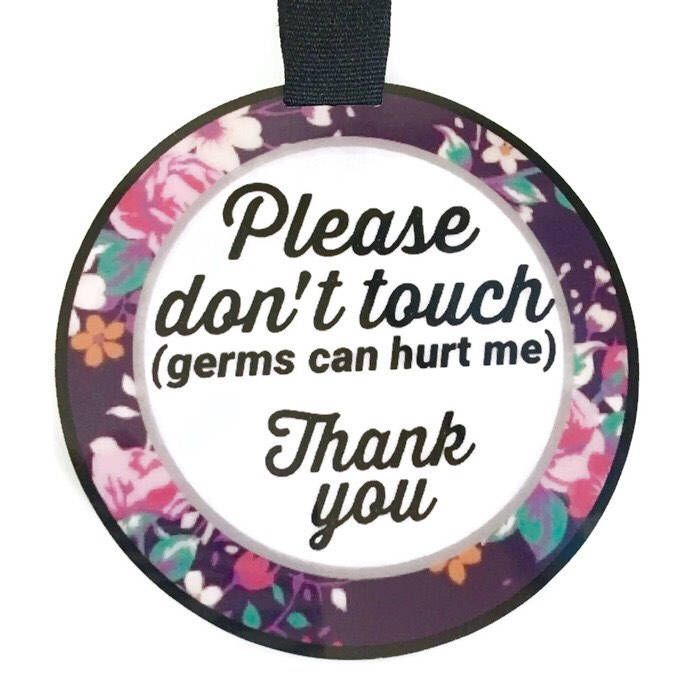 Please
don't touch
(germs can hurt me)
Thank
you